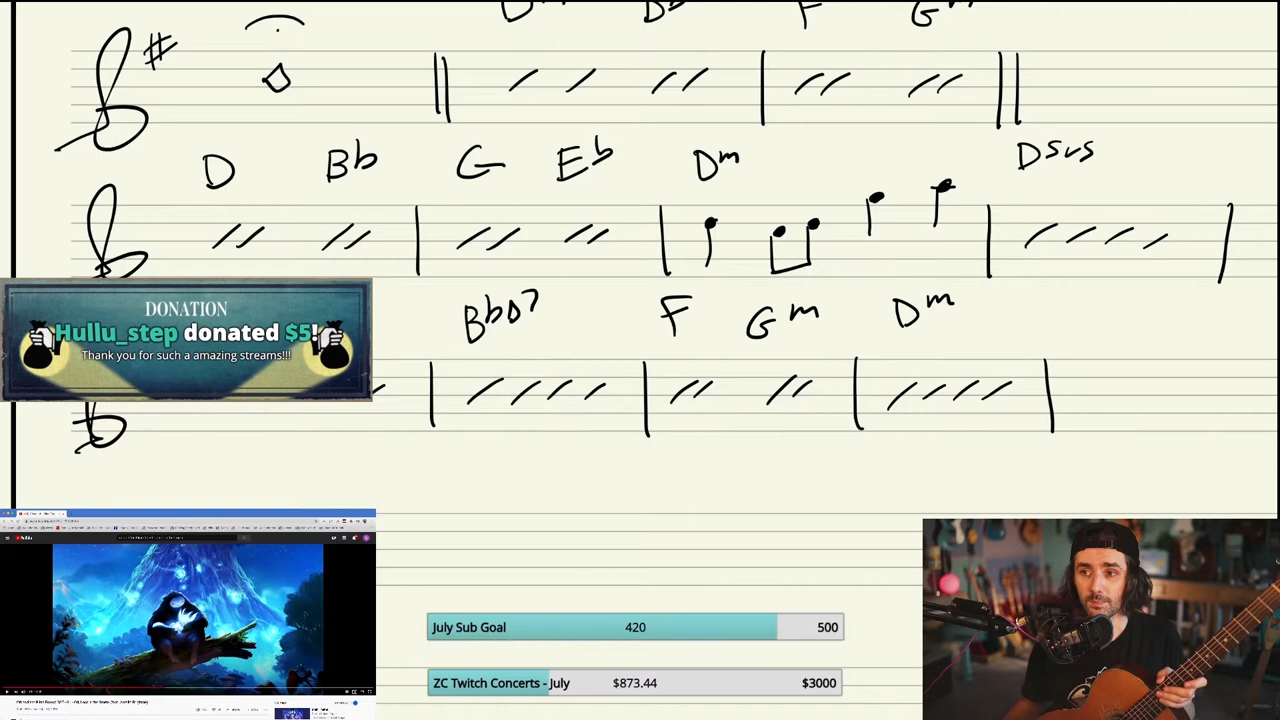 F
D Bb G Eb Dm Dsus
DONATION
Hullu_step donated $5!
Thank you for such a amazing streams!!!
BbΔ7 F Gm Dm
July Sub Goal 420 500
ZC Twitch Concerts - July $873.44 $3000